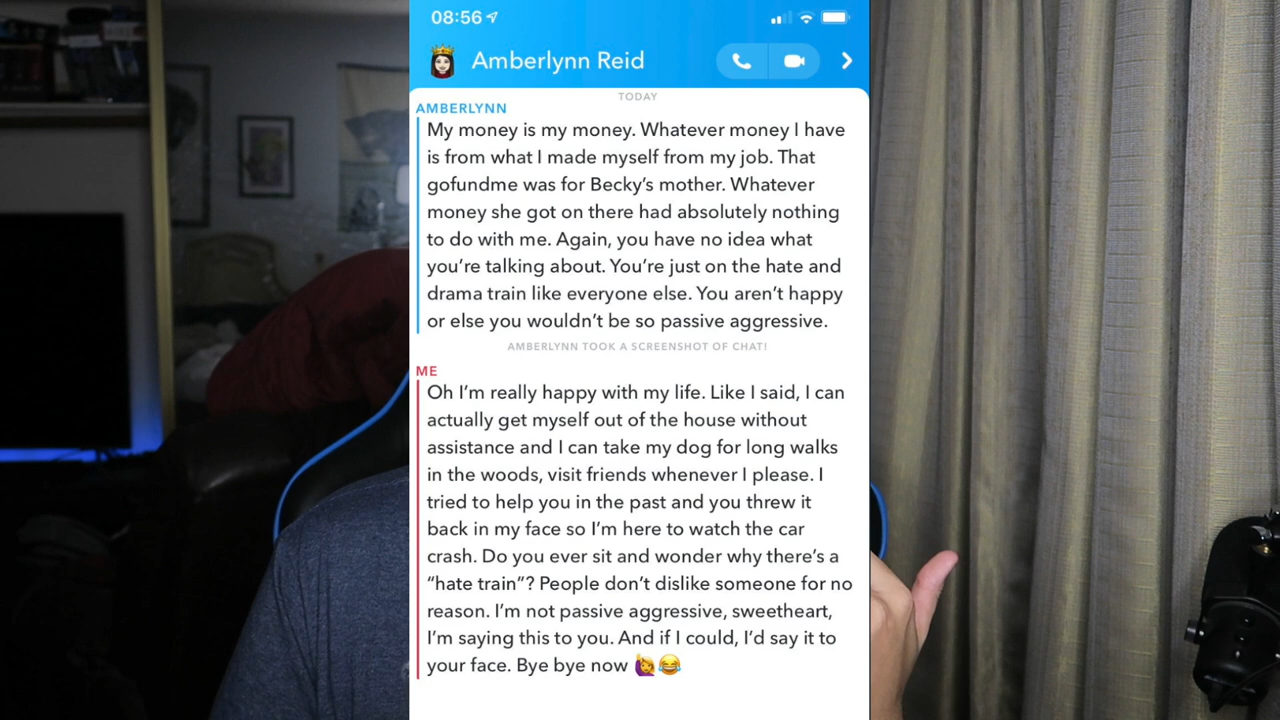 08:56
Amberlynn Reid
TODAY
AMBERLYNN
My money is my money. Whatever money I have
is from what I made myself from my job. That
gofundme was for Becky’s mother. Whatever
money she got on there had absolutely nothing
to do with me. Again, you have no idea what
you’re talking about. You’re just on the hate and
drama train like everyone else. You aren’t happy
or else you wouldn’t be so passive aggressive.
AMBERLYNN TOOK A SCREENSHOT OF CHAT!
ME
Oh I’m really happy with my life. Like I said, I can
actually get myself out of the house without
assistance and I can take my dog for long walks
in the woods, visit friends whenever I please. I
tried to help you in the past and you threw it
back in my face so I’m here to watch the car
crash. Do you ever sit and wonder why there’s a
“hate train”? People don’t dislike someone for no
reason. I’m not passive aggressive, sweetheart,
I’m saying this to you. And if I could, I’d say it to
your face. Bye bye now 🙋‍♀️😂